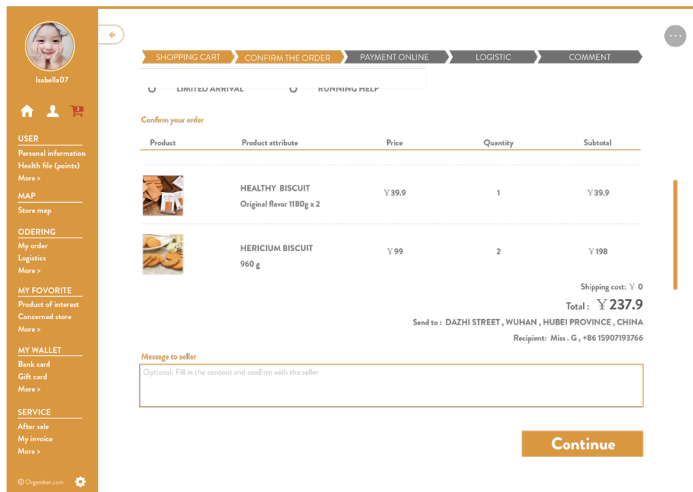 SHOPPING CART CONFIRM THE ORDER PAYMENT ONLINE LOGISTIC COMMENT
Isabella07
LIMITED ARRIVAL RUNNING HELP
USER
Personal information
Health file (points)
More >
MAP
Store map
ODERING
My order
Logistics
More >
MY FOVORITE
Product of interest
Concerned store
More >
MY WALLET
Bank card
Gift card
More >
SERVICE
After sale
My invoice
More >
© Organker.com
Confirm your order
Product Product attribute Price Quantity Subtotal
HEALTHY BISCUIT
Original flavor 1180g x 2
¥39.9 1 ¥39.9
HERICIUM BISCUIT
960 g
¥99 2 ¥198
Shipping cost: ¥ 0
Total : ¥ 237.9
Send to : DAZHI STREET , WUHAN , HUBEI PROVINCE , CHINA
Recipient: Miss . G , +86 15907193766
Message to seller
Optional: Fill in the content and confirm with the seller
Continue